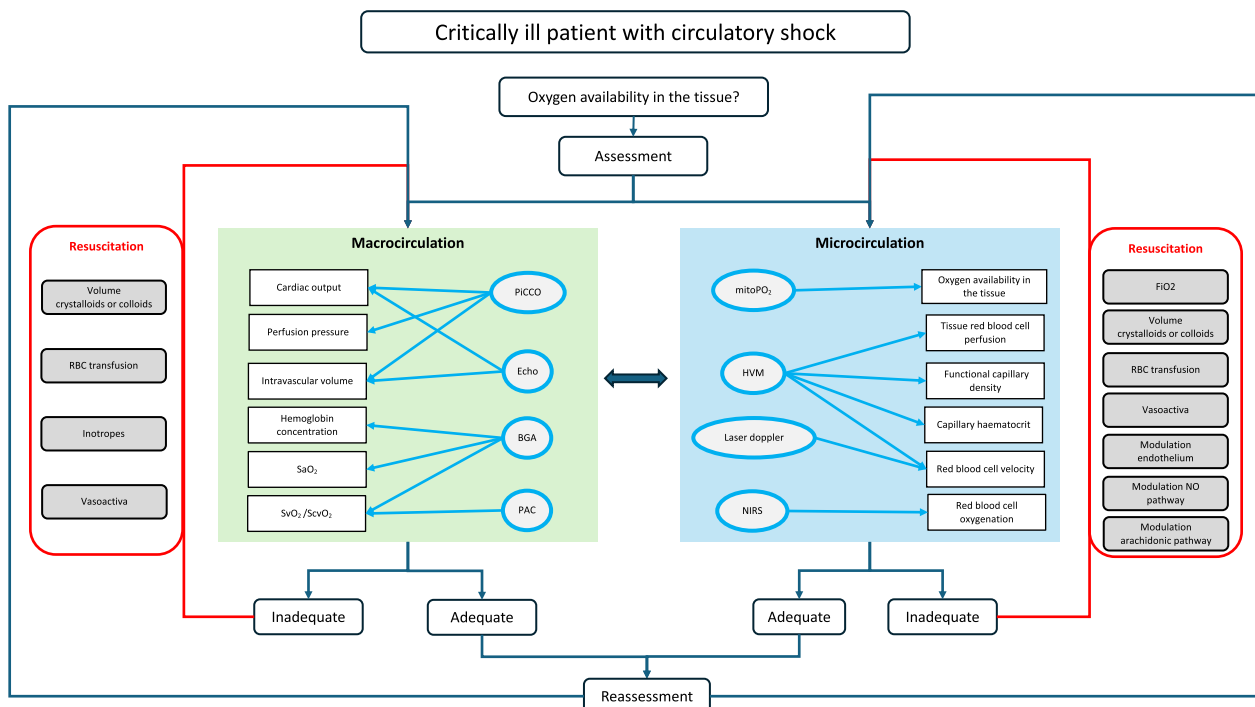 Critically ill patient with circulatory shock
Oxygen availability in the tissue?
Assessment
Resuscitation
Volume
crystalloids or colloids
RBC transfusion
Inotropes
Vasoactiva
Macrocirculation
Cardiac output
Perfusion pressure
Intravascular volume
Hemoglobin
concentration
SaO₂
SvO₂ /ScvO₂
PiCCO
Echo
BGA
PAC
Microcirculation
mitoPO₂
HVM
Laser doppler
NIRS
Oxygen availability in
the tissue
Tissue red blood cell
perfusion
Functional capillary
density
Capillary haematocrit
Red blood cell velocity
Red blood cell
oxygenation
Resuscitation
FiO2
Volume
crystalloids or colloids
RBC transfusion
Vasoactiva
Modulation
endothelium
Modulation NO
pathway
Modulation
arachidonic pathway
Inadequate
Adequate
Adequate
Inadequate
Reassessment